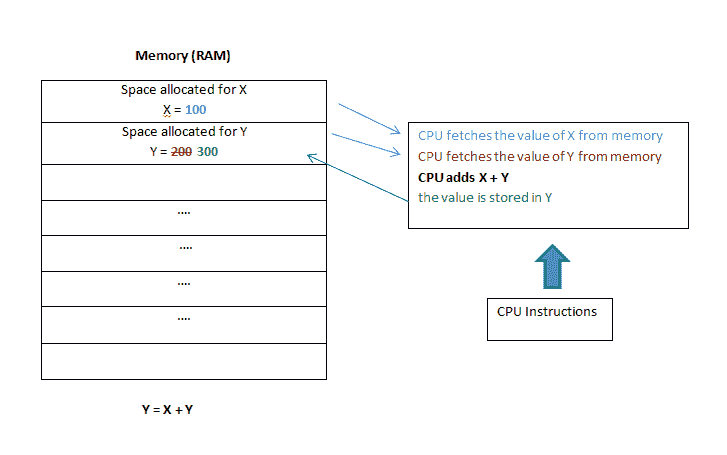 Memory (RAM)
Space allocated for X
X = 100
Space allocated for Y
Y = 200 300
....
....
....
....
Y = X + Y
CPU fetches the value of X from memory
CPU fetches the value of Y from memory
CPU adds X + Y
the value is stored in Y
CPU Instructions